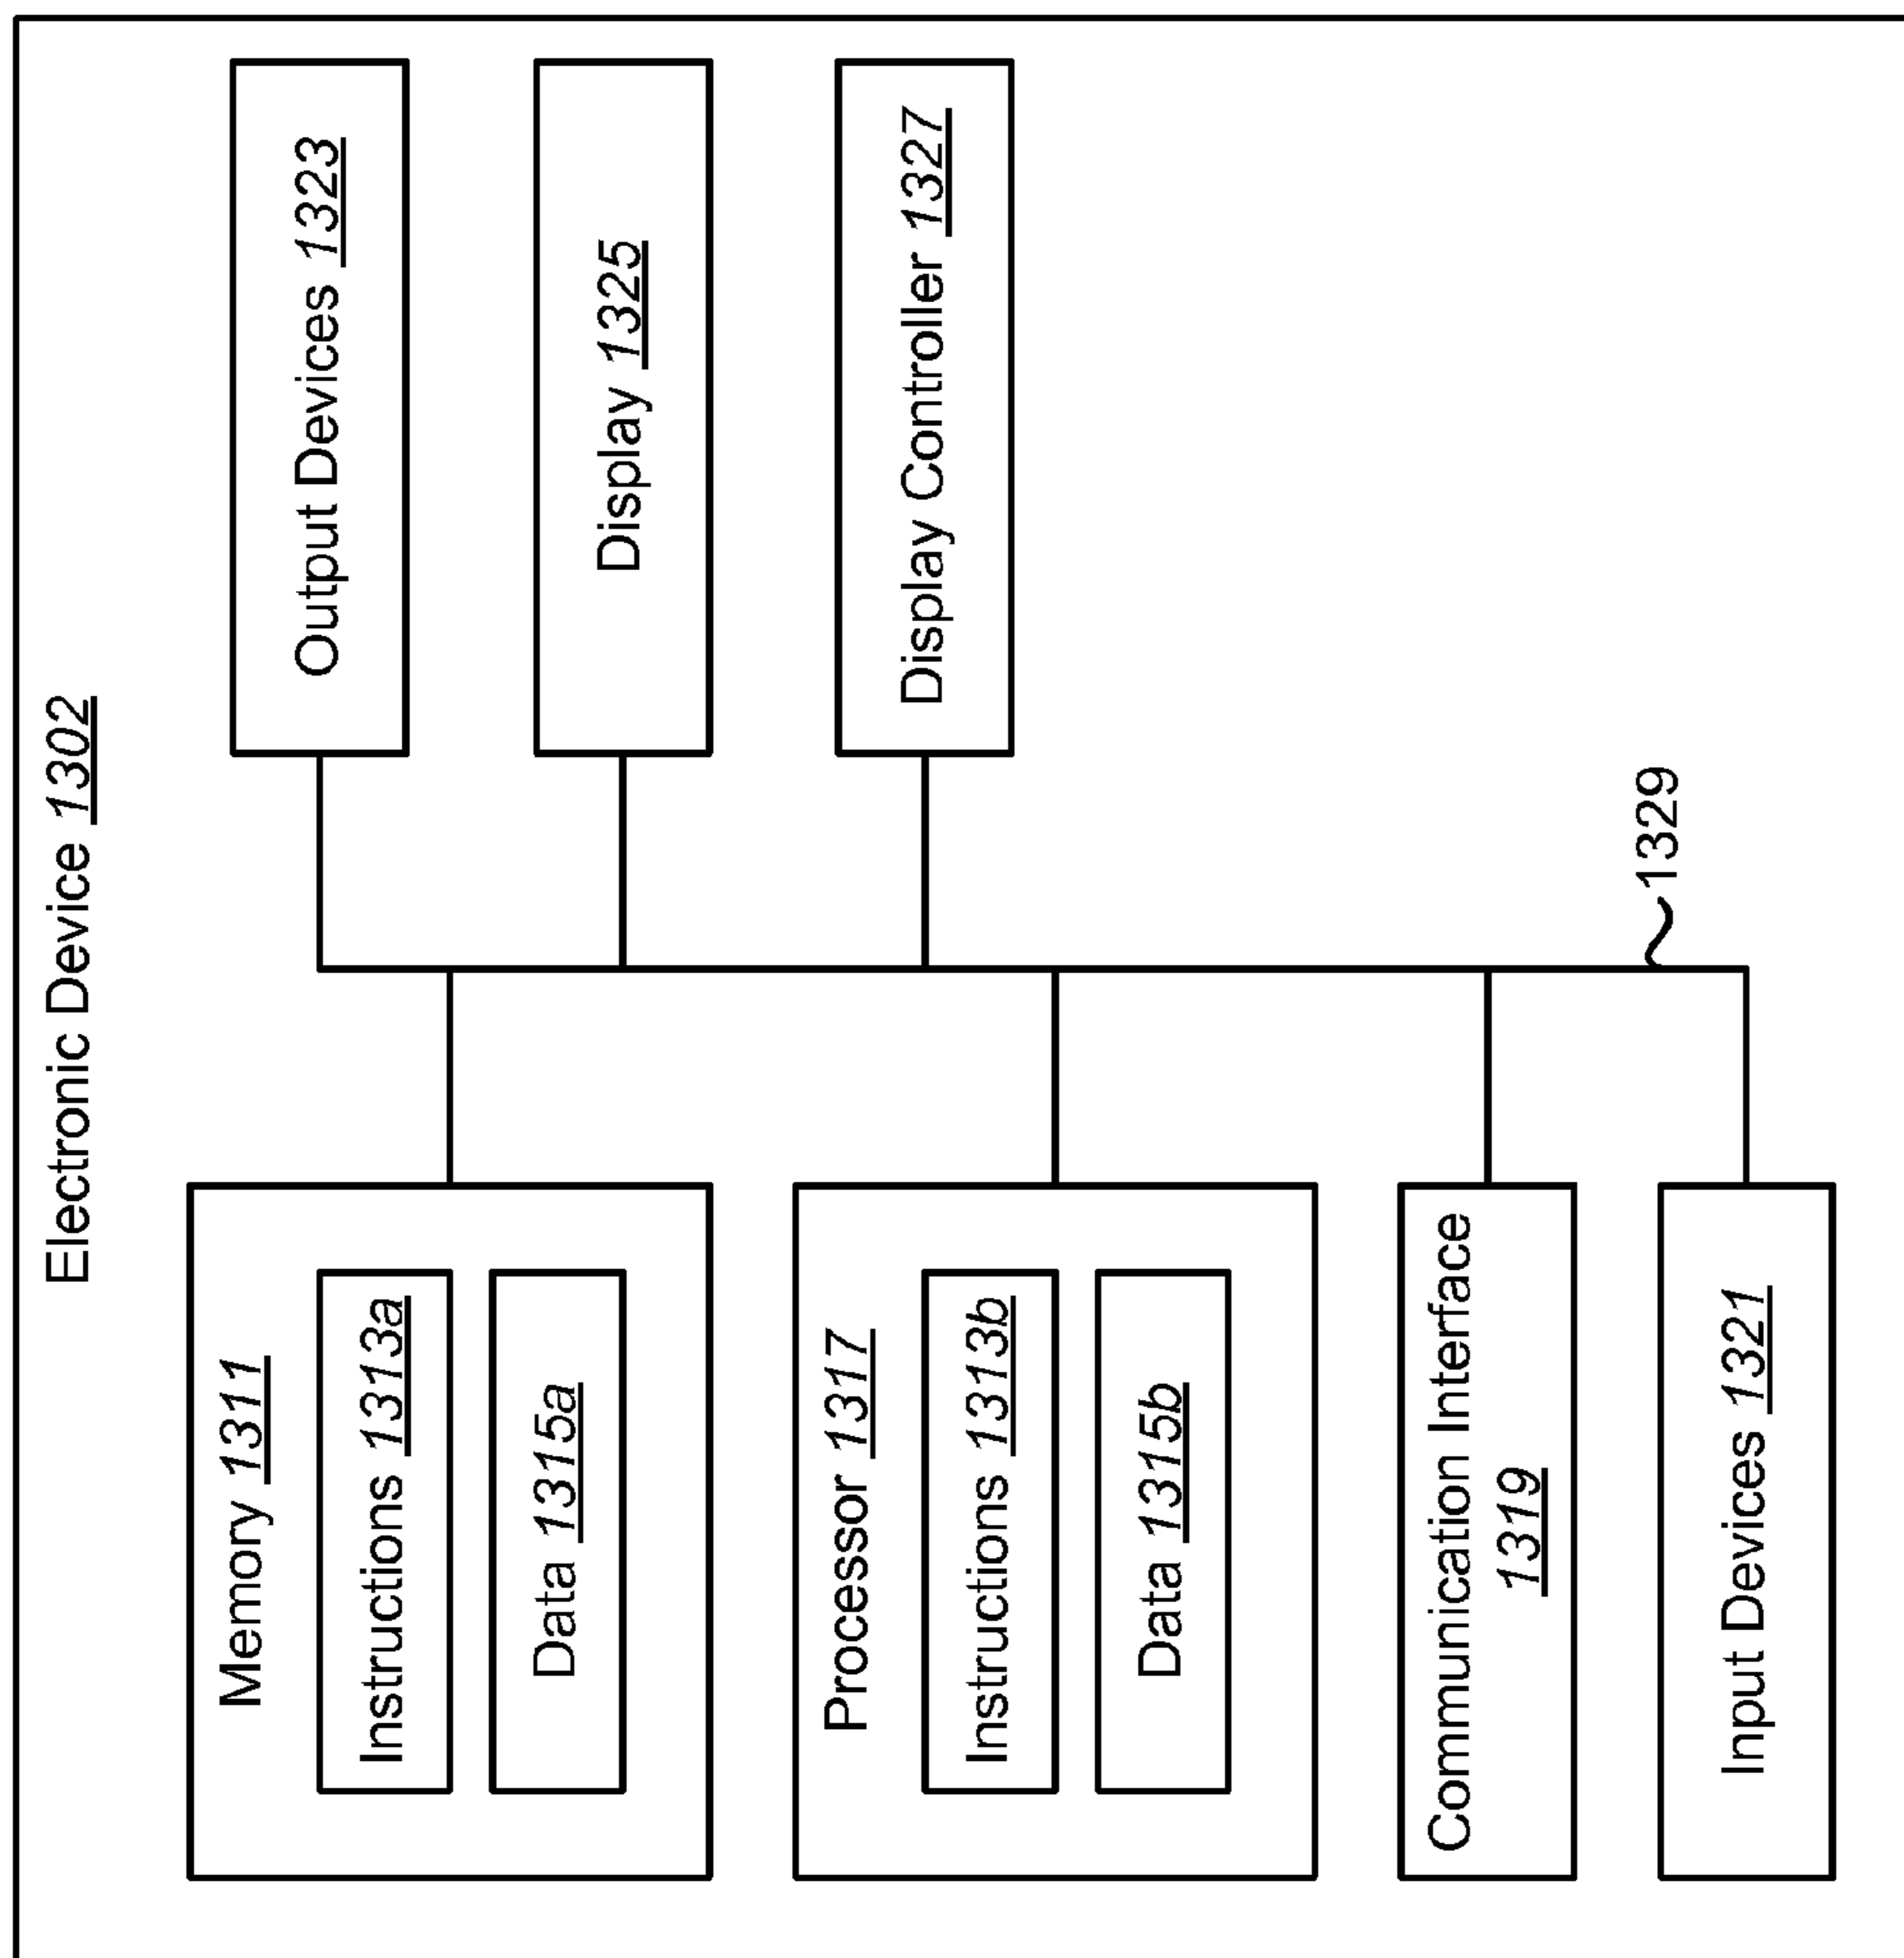 Electronic Device 1302
Memory 1311
Instructions 1313a
Data 1315a
Processor 1317
Instructions 1313b
Data 1315b
Communication Interface
1319
Input Devices 1321
Output Devices 1323
Display 1325
Display Controller 1327
1329